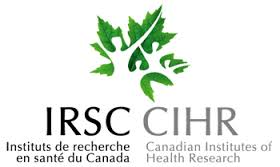 IRSC CIHR
Instituts de recherche Canadian Institutes of
en santé du Canada Health Research